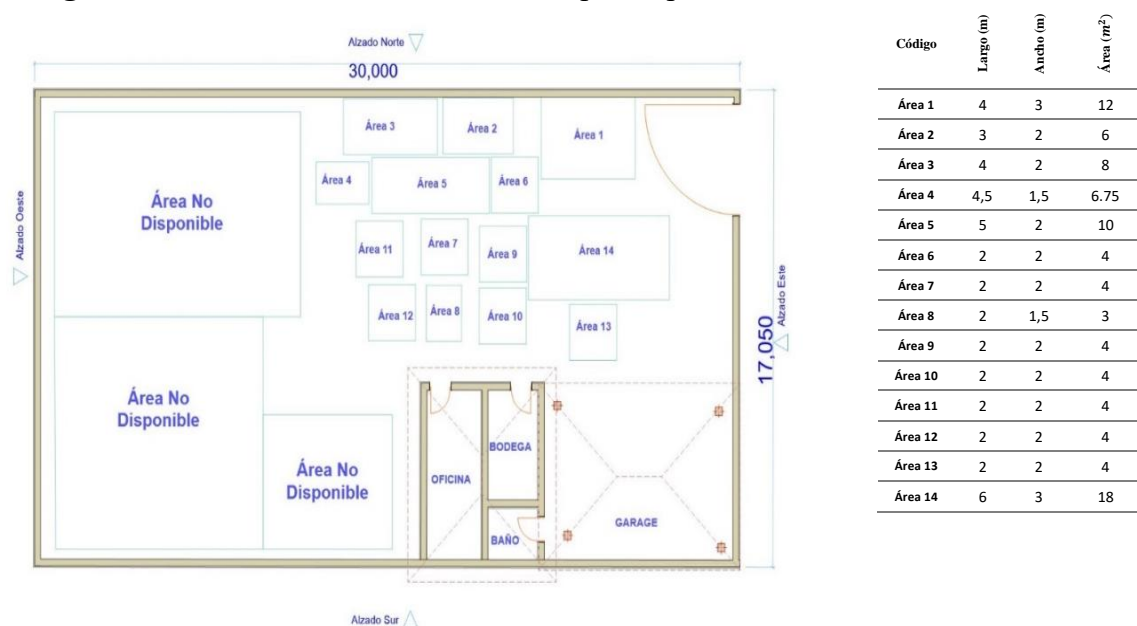 Alzado Norte
30,000
Área 3
Área 2
Área 1
Área 4
Área 5
Área 6
Área No
Disponible
Alzado Oeste
Área 11
Área 7
Área 9
Área 14
Área 12
Área 8
Área 10
Área 13
Alzado Este
17,050
Área No
Disponible
Área No
Disponible
OFICINA
BODEGA
BAÑO
GARAGE
Alzado Sur
Código Largo (m) Ancho (m) Área (m²)
Área 1 4 3 12
Área 2 3 2 6
Área 3 4 2 8
Área 4 4,5 1,5 6.75
Área 5 5 2 10
Área 6 2 2 4
Área 7 2 2 4
Área 8 2 1,5 3
Área 9 2 2 4
Área 10 2 2 4
Área 11 2 2 4
Área 12 2 2 4
Área 13 2 2 4
Área 14 6 3 18